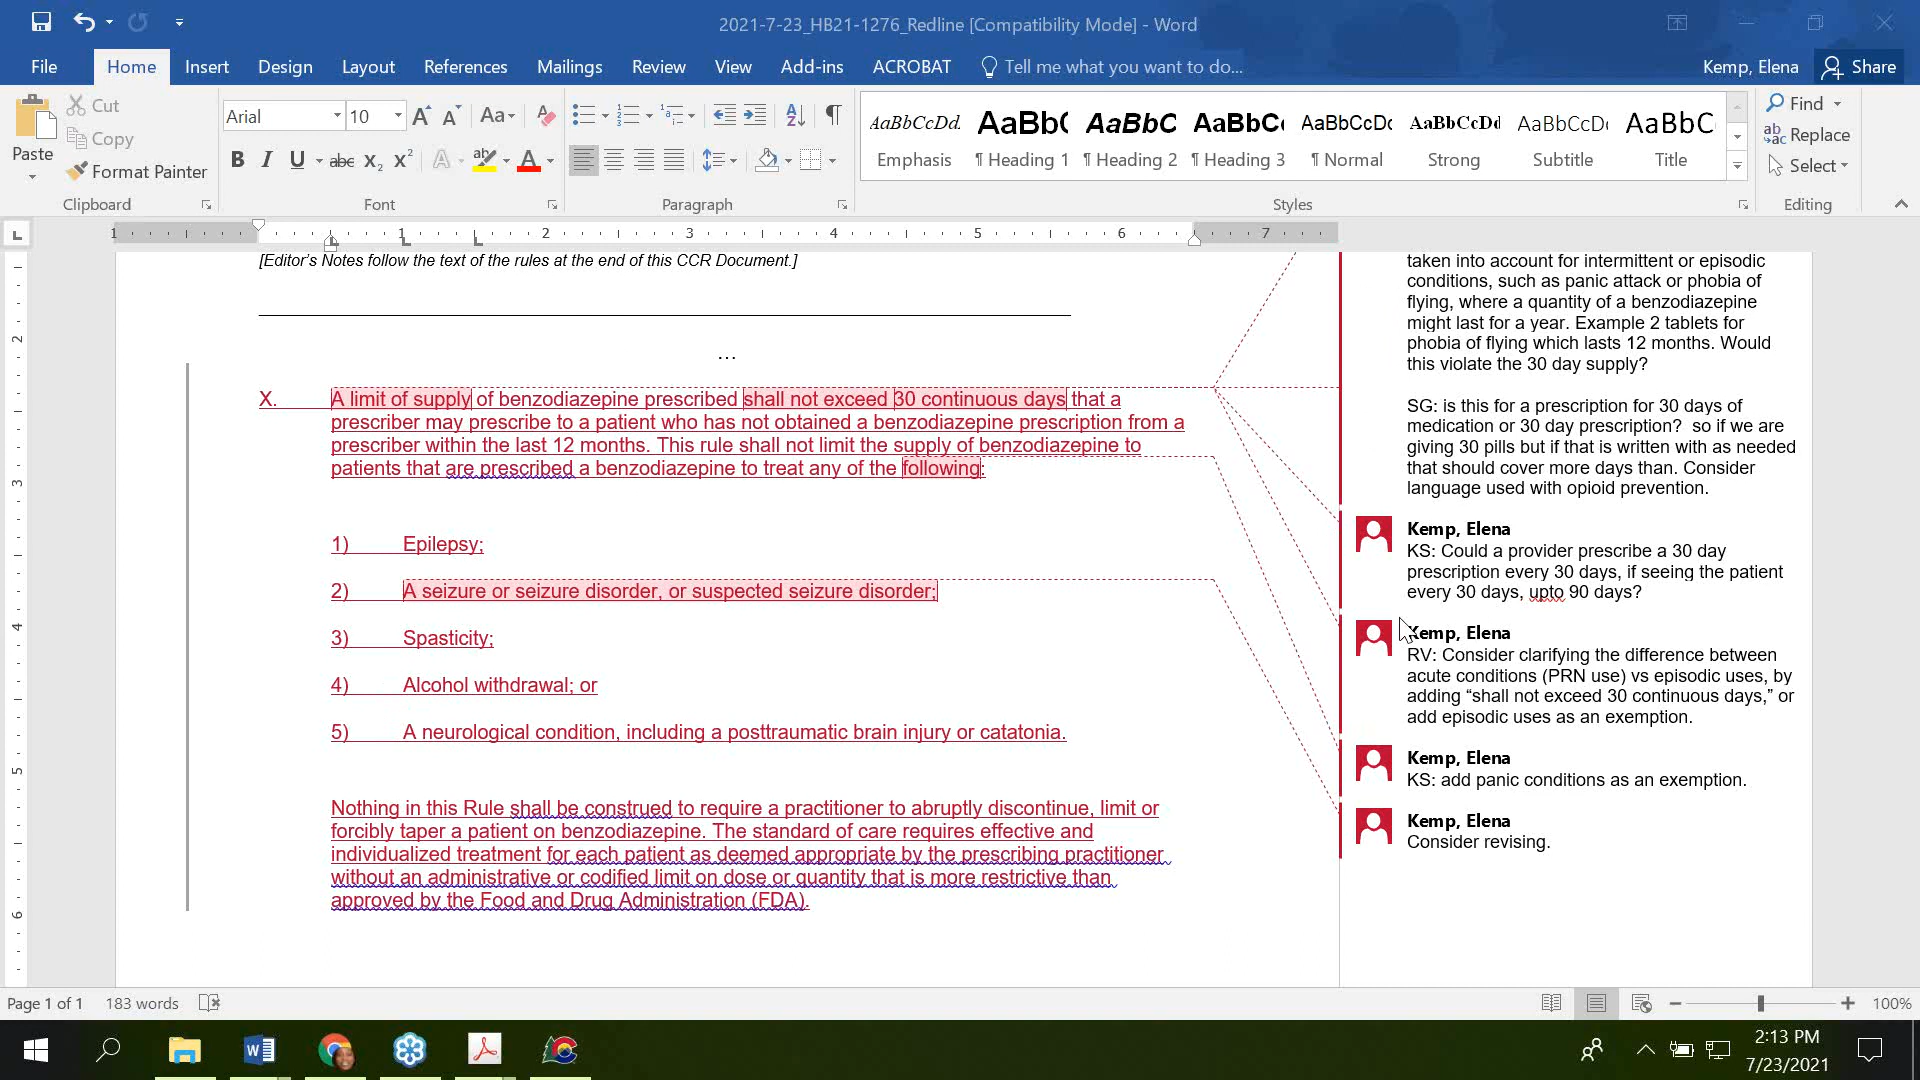 2021-7-23_HB21-1276_Redline [Compatibility Mode] - Word
File
Home
Insert
Design
Layout
References
Mailings
Review
View
Add-ins
ACROBAT
Tell me what you want to do...
Kemp, Elena
Share
Paste
Cut
Copy
Format Painter
Clipboard
Arial
10
Font
Paragraph
AaBbCcDd.
AaBb(
AaBbC
AaBbC
AaBbCcDc
AaBbCcDd
AaBbCcD
AaBbC
Emphasis
¶ Heading 1
¶ Heading 2
¶ Heading 3
¶ Normal
Strong
Subtitle
Title
Styles
Find
Replace
Select
Editing
1 1 2 3 4 5 6 7
[Editor's Notes follow the text of the rules at the end of this CCR Document.]
...
X. A limit of supply of benzodiazepine prescribed shall not exceed 30 continuous days that a
prescriber may prescribe to a patient who has not obtained a benzodiazepine prescription from a
prescriber within the last 12 months. This rule shall not limit the supply of benzodiazepine to
patients that are prescribed a benzodiazepine to treat any of the following:
1) Epilepsy;
2) A seizure or seizure disorder, or suspected seizure disorder;
3) Spasticity;
4) Alcohol withdrawal; or
5) A neurological condition, including a posttraumatic brain injury or catatonia.
Nothing in this Rule shall be construed to require a practitioner to abruptly discontinue, limit or
forcibly taper a patient on benzodiazepine. The standard of care requires effective and
individualized treatment for each patient as deemed appropriate by the prescribing practitioner
without an administrative or codified limit on dose or quantity that is more restrictive than
approved by the Food and Drug Administration (FDA).
taken into account for intermittent or episodic
conditions, such as panic attack or phobia of
flying, where a quantity of a benzodiazepine
might last for a year. Example 2 tablets for
phobia of flying which lasts 12 months. Would
this violate the 30 day supply?
SG: is this for a prescription for 30 days of
medication or 30 day prescription? so if we are
giving 30 pills but if that is written with as needed
that should cover more days than. Consider
language used with opioid prevention.
Kemp, Elena
KS: Could a provider prescribe a 30 day
prescription every 30 days, if seeing the patient
every 30 days, upto 90 days?
Kemp, Elena
RV: Consider clarifying the difference between
acute conditions (PRN use) vs episodic uses, by
adding “shall not exceed 30 continuous days,” or
add episodic uses as an exemption.
Kemp, Elena
KS: add panic conditions as an exemption.
Kemp, Elena
Consider revising.
Page 1 of 1
183 words
100%
2:13 PM
7/23/2021